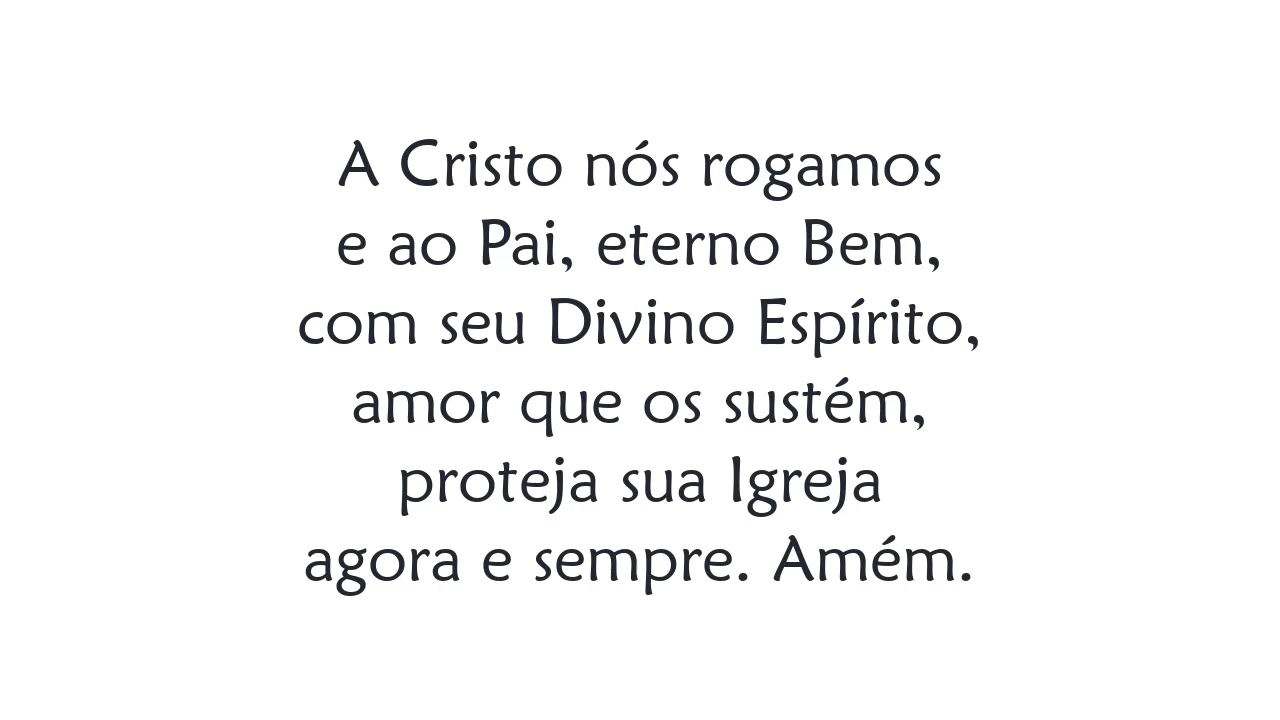 A Cristo nós rogamos
e ao Pai, eterno Bem,
com seu Divino Espírito,
amor que os sustém,
proteja sua Igreja
agora e sempre. Amém.